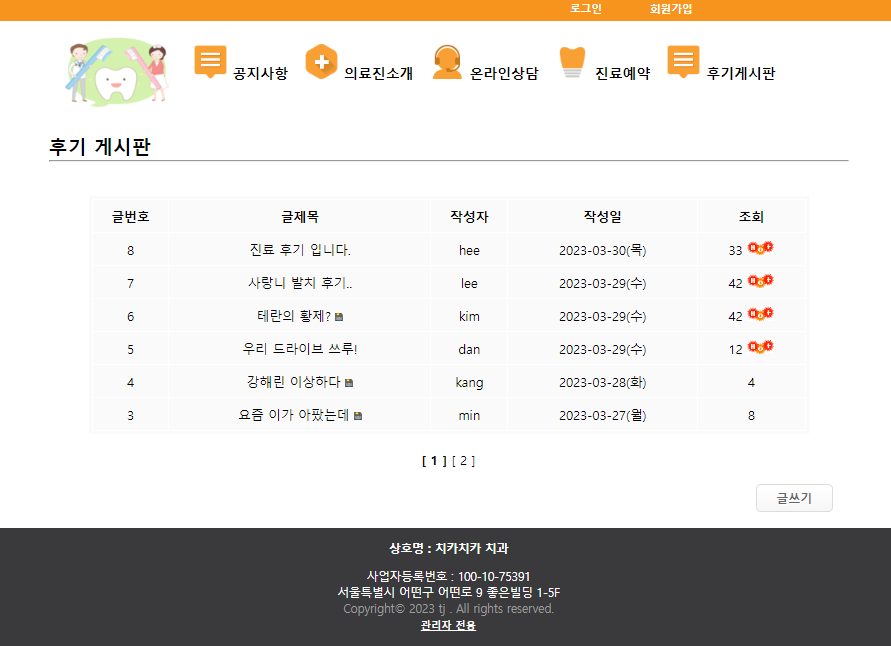 로그인 회원가입
공지사항 의료진소개 온라인상담 진료예약 후기게시판
후기 게시판
글번호 글제목 작성자 작성일 조회
8 진료 후기 입니다. hee 2023-03-30(목) 33
7 사랑니 발치 후기.. lee 2023-03-29(수) 42
6 테란의 황제? kim 2023-03-29(수) 42
5 우리 드라이브 쓰루! dan 2023-03-29(수) 12
4 강해린 이상하다 kang 2023-03-28(화) 4
3 요즘 이가 아팠는데 min 2023-03-27(월) 8
[ 1 ] [ 2 ]
글쓰기
상호명 : 치카치카 치과
사업자등록번호 : 100-10-75391
서울특별시 어떤구 어떤로 9 좋은빌딩 1-5F
Copyright© 2023 tj . All rights reserved.
관리자 전용